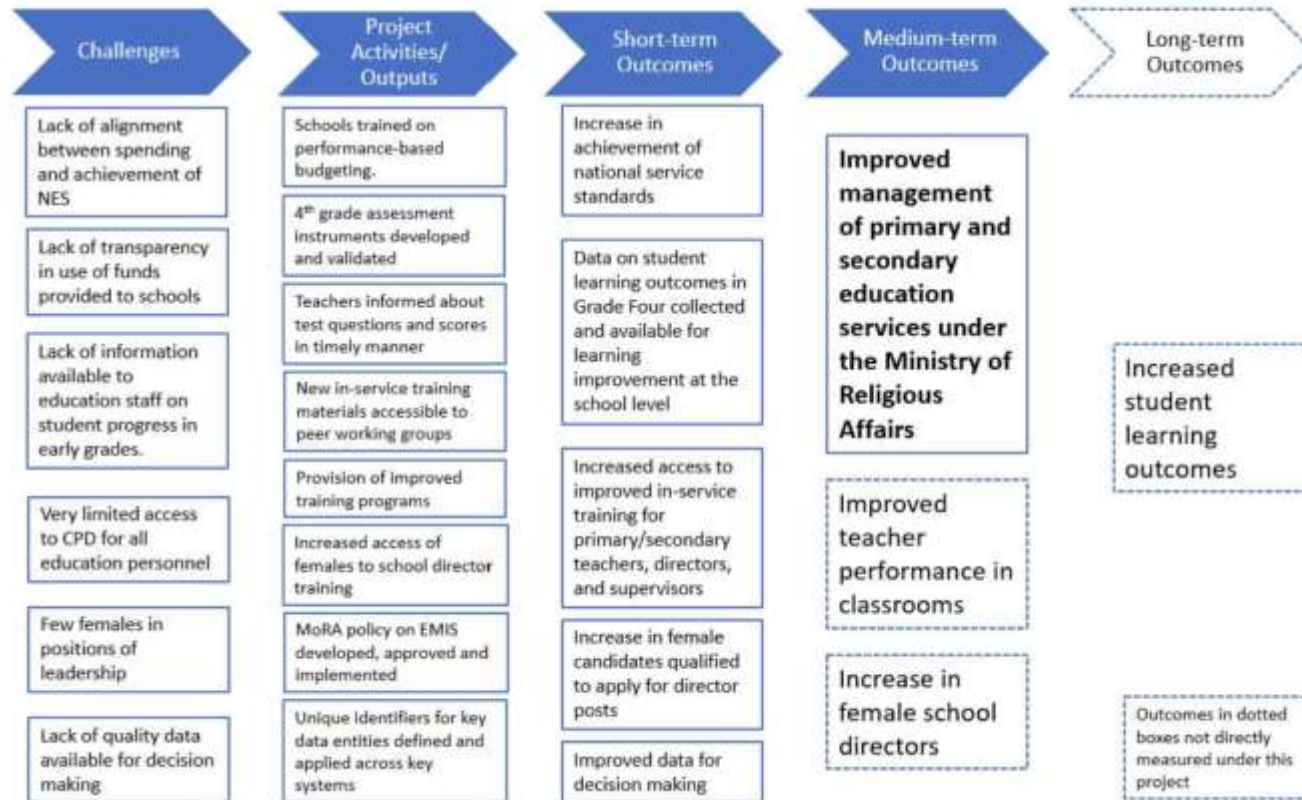 Challenges
Project
Activities/
Outputs
Short-term
Outcomes
Medium-term
Outcomes
Long-term
Outcomes
Lack of alignment
between spending
and achievement of
NES
Lack of transparency
in use of funds
provided to schools
Lack of information
available to
education staff on
student progress in
early grades.
Very limited access
to CPD for all
education personnel
Few females in
positions of
leadership
Lack of quality data
available for decision
making
Schools trained on
performance-based
budgeting.
4th grade assessment
instruments developed
and validated
Teachers informed about
test questions and scores
in timely manner
New in-service training
materials accessible to
peer working groups
Provision of improved
training programs
Increased access of
females to school director
training
MoRA policy on EMIS
developed, approved and
implemented
Unique identifiers for key
data entities defined and
applied across key
systems
Increase in
achievement of
national service
standards
Data on student
learning outcomes in
Grade Four collected
and available for
learning
improvement at the
school level
Increased access to
improved in-service
training for
primary/secondary
teachers, directors,
and supervisors
Increase in female
candidates qualified
to apply for director
posts
Improved data for
decision making
Improved
management
of primary and
secondary
education
services under
the Ministry of
Religious
Affairs
Improved
teacher
performance in
classrooms
Increase in
female school
directors
Increased
student
learning
outcomes
Outcomes in dotted
boxes not directly
measured under this
project